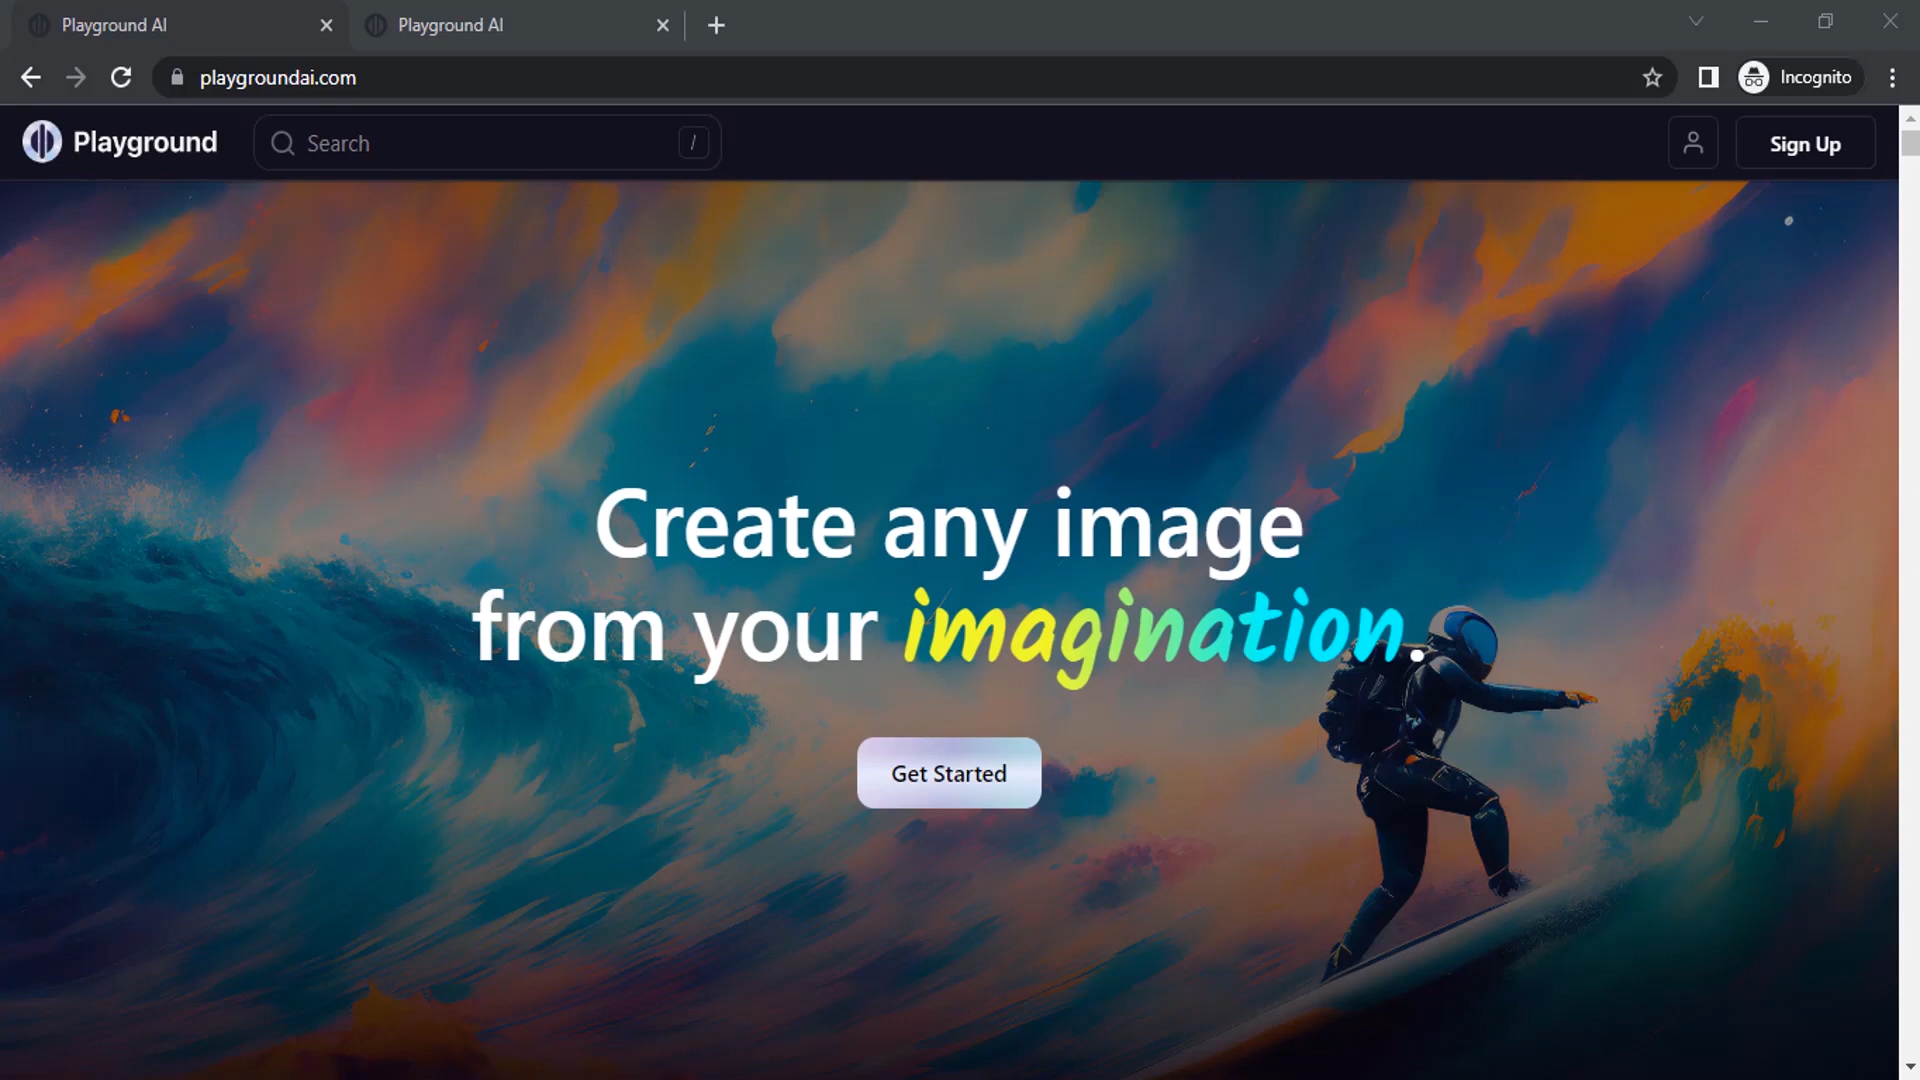 Playground AI
Playground AI
playgroundai.com
Incognito
Playground
Search
/
Sign Up
Create any image
from your imagination.
Get Started